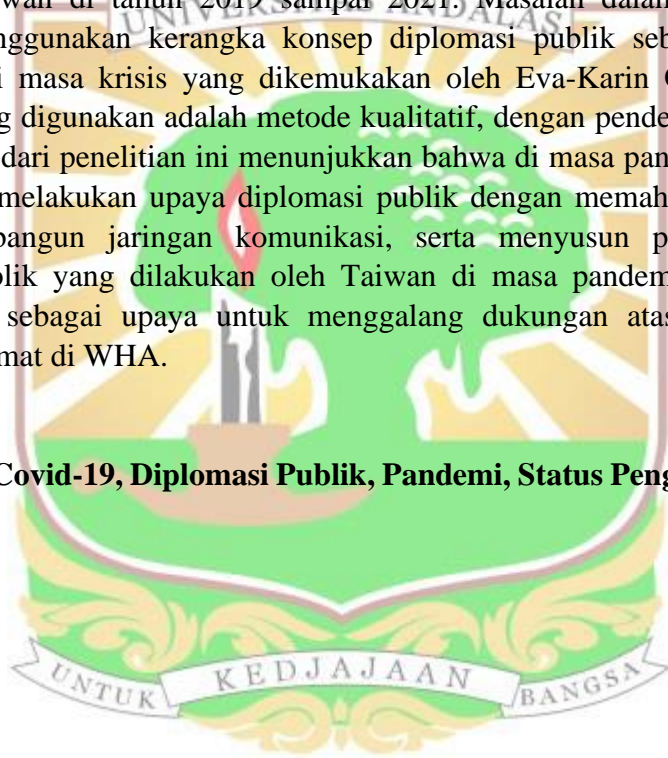 UNIVERSITAS ANDALAS
wan di tahun 2019 sampai 2021. Masalah dalam
nggunakan kerangka konsep diplomasi publik seb
i masa krisis yang dikemukakan oleh Eva-Karin
g digunakan adalah metode kualitatif, dengan pende
dari penelitian ini menunjukkan bahwa di masa pan
melakukan upaya diplomasi publik dengan memah
bangun jaringan komunikasi, serta menyusun p
blik yang dilakukan oleh Taiwan di masa pandem
sebagai upaya untuk menggalang dukungan atas
mat di WHA.
Covid-19, Diplomasi Publik, Pandemi, Status Peng
UNTUK KEDJAJAAN BANGSA